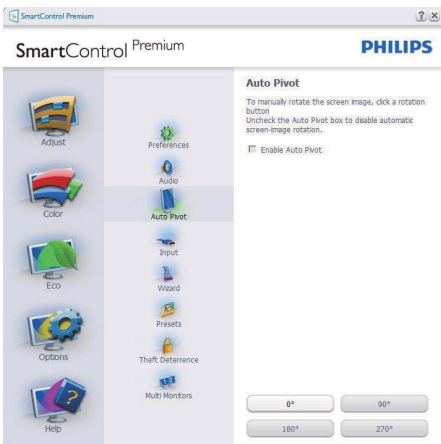 SmartControl Premium
? x
SmartControl Premium
PHILIPS
Adjust
Color
Eco
Options
Help
Preferences
Audio
Auto Pivot
Input
Wizard
Presets
Theft Deterrence
Multi Monitors
Auto Pivot
To manually rotate the screen image, click a rotation
button
Uncheck the Auto Pivot box to disable automatic
screen-image rotation.
Enable Auto Pivot
0°
90°
180°
270°